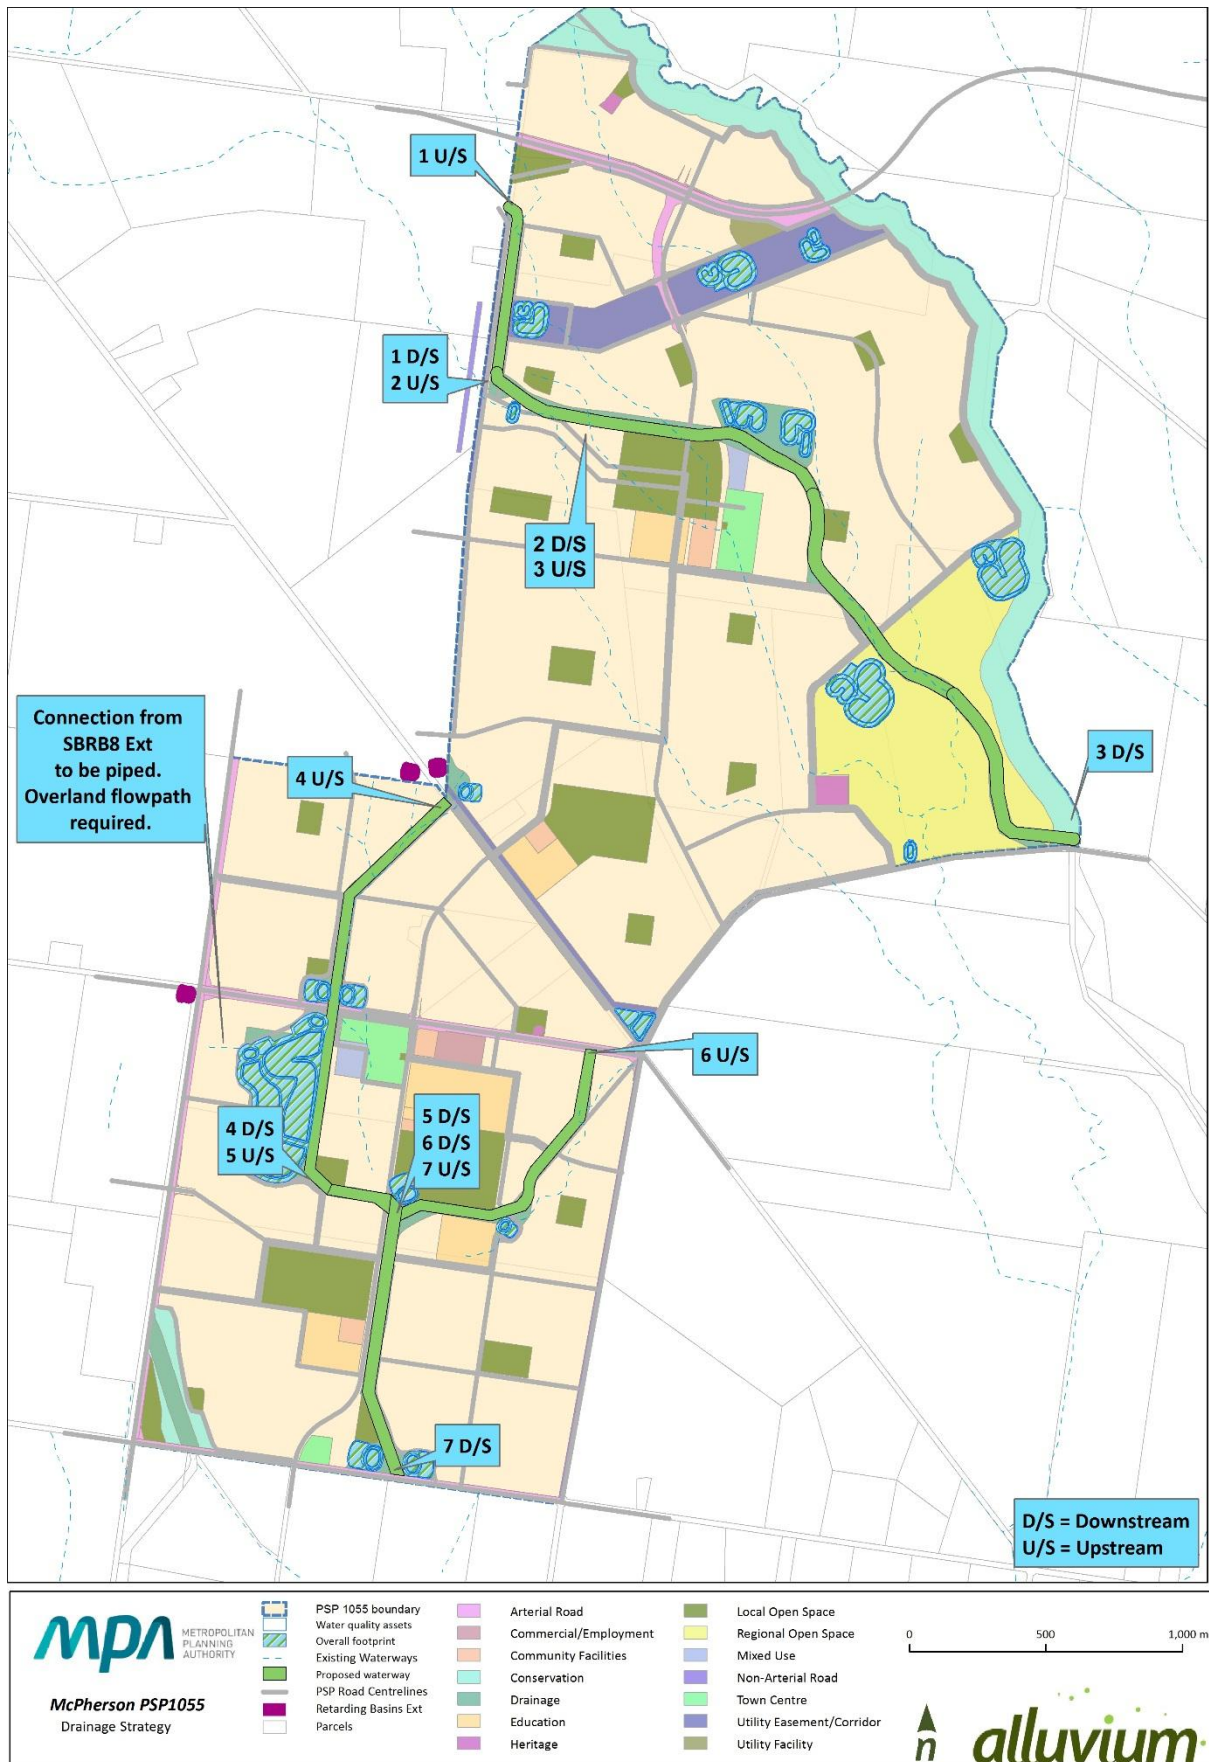 1 U/S
1 D/S
2 U/S
2 D/S
3 U/S
Connection from
SBRB8 Ext
to be piped.
Overland flowpath
required.
4 U/S
3 D/S
6 U/S
4 D/S
5 U/S
5 D/S
6 D/S
7 U/S
7 D/S
D/S = Downstream
U/S = Upstream
mpa METROPOLITAN
PLANNING
AUTHORITY
McPherson PSP1055
Drainage Strategy
PSP 1055 boundary
Water quality assets
Overall footprint
Existing Waterways
Proposed waterway
PSP Road Centrelines
Retarding Basins Ext
Parcels
Arterial Road
Commercial/Employment
Community Facilities
Conservation
Drainage
Education
Heritage
Local Open Space
Regional Open Space
Mixed Use
Non-Arterial Road
Town Centre
Utility Easement/Corridor
Utility Facility
0 500 1,000 m
n
alluvium